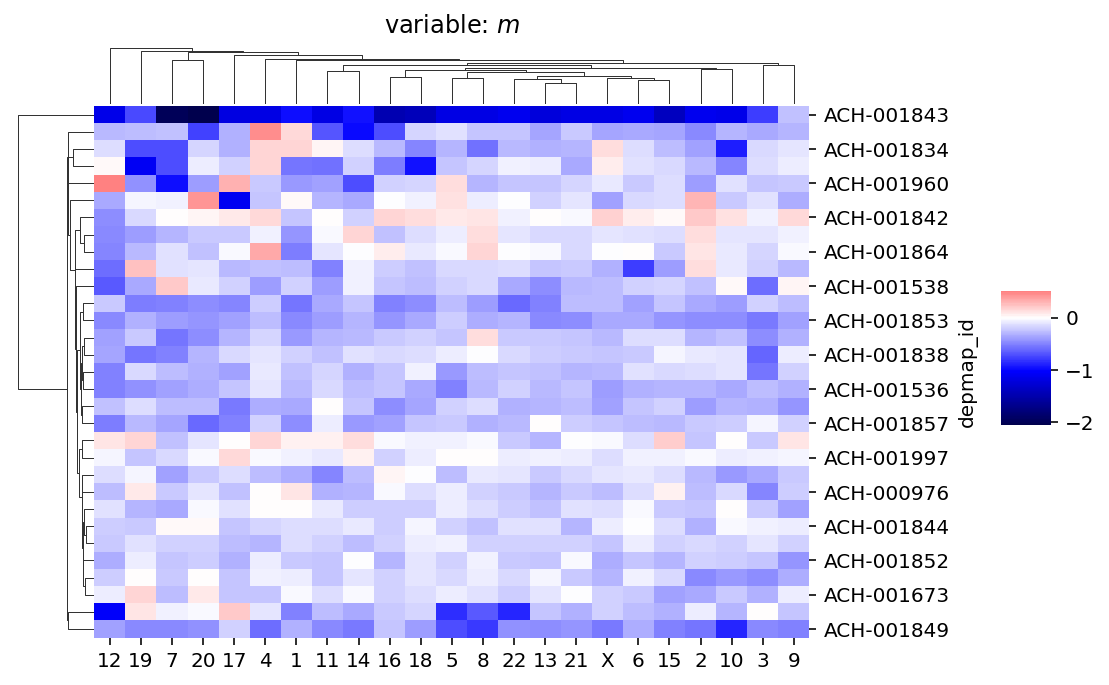 variable: m
ACH-001843
ACH-001834
ACH-001960
ACH-001842
ACH-001864
ACH-001538
ACH-001853
ACH-001838
ACH-001536
ACH-001857
ACH-001997
ACH-000976
ACH-001844
ACH-001852
ACH-001673
ACH-001849
depmap_id
0
−1
−2
12 19 7 20 17 4 1 11 14 16 18 5 8 22 13 21 X 6 15 2 10 3 9